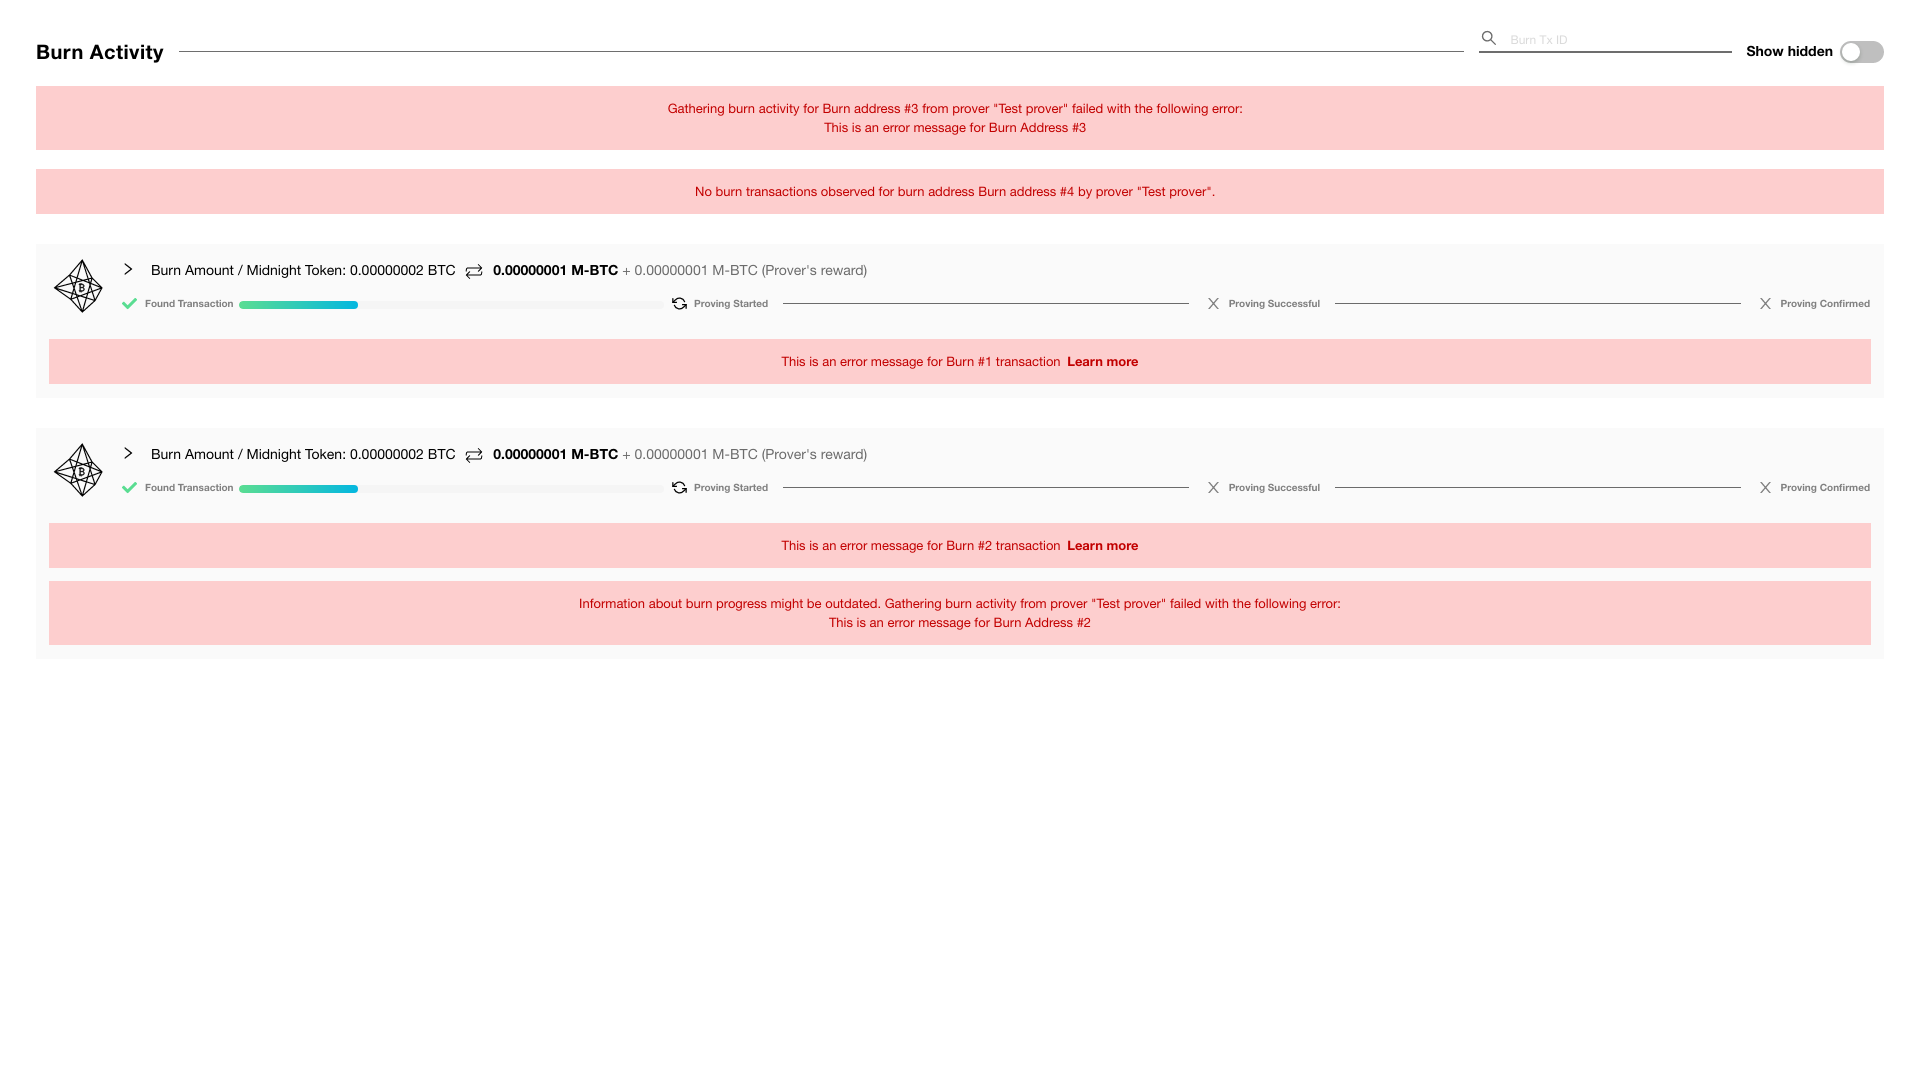 Burn Activity
Burn Tx ID
Show hidden
Gathering burn activity for Burn address #3 from prover "Test prover" failed with the following error:
This is an error message for Burn Address #3
No burn transactions observed for burn address Burn address #4 by prover "Test prover".
Burn Amount / Midnight Token: 0.00000002 BTC 0.00000001 M-BTC + 0.00000001 M-BTC (Prover's reward)
Found Transaction Proving Started Proving Successful Proving Confirmed
This is an error message for Burn #1 transaction Learn more
Burn Amount / Midnight Token: 0.00000002 BTC 0.00000001 M-BTC + 0.00000001 M-BTC (Prover's reward)
Found Transaction Proving Started Proving Successful Proving Confirmed
This is an error message for Burn #2 transaction Learn more
Information about burn progress might be outdated. Gathering burn activity from prover "Test prover" failed with the following error:
This is an error message for Burn Address #2